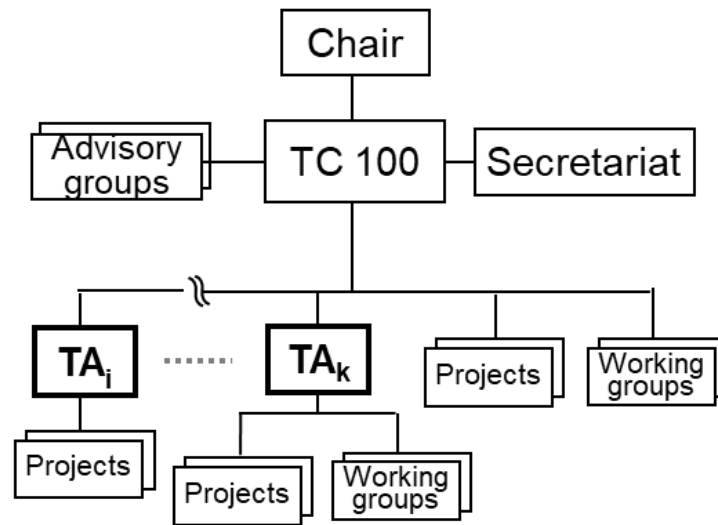 Chair
Advisory
groups
TC 100
Secretariat
TAi
TAk
Projects
Working
groups
Projects
Projects
Working
groups